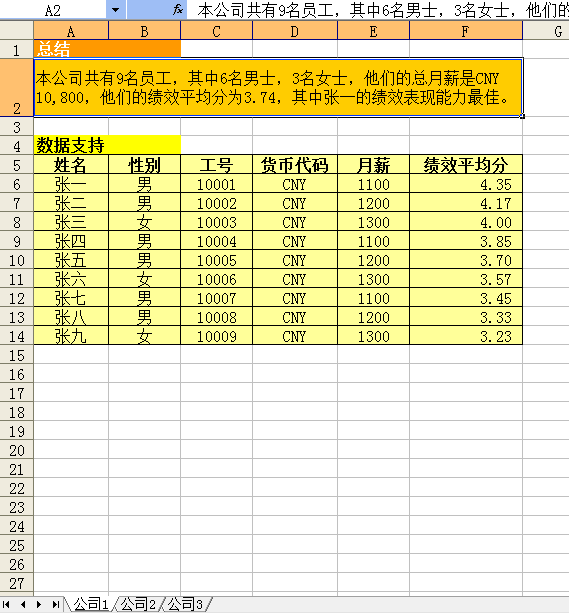 A2 fx 本公司共有9名员工，其中6名男士，3名女士，他们的
A B C D E F G
1 总结
2 本公司共有9名员工，其中6名男士，3名女士，他们的总月薪是CNY
10,800，他们的绩效平均分为3.74，其中张一的绩效表现能力最佳。
3
4 数据支持
5 姓名 性别 工号 货币代码 月薪 绩效平均分
6 张一 男 10001 CNY 1100 4.35
7 张二 男 10002 CNY 1200 4.17
8 张三 女 10003 CNY 1300 4.00
9 张四 男 10004 CNY 1100 3.85
10 张五 男 10005 CNY 1200 3.70
11 张六 女 10006 CNY 1300 3.57
12 张七 男 10007 CNY 1100 3.45
13 张八 男 10008 CNY 1200 3.33
14 张九 女 10009 CNY 1300 3.23
15
16
17
18
19
20
21
22
23
24
25
26
27
公司1 公司2 公司3